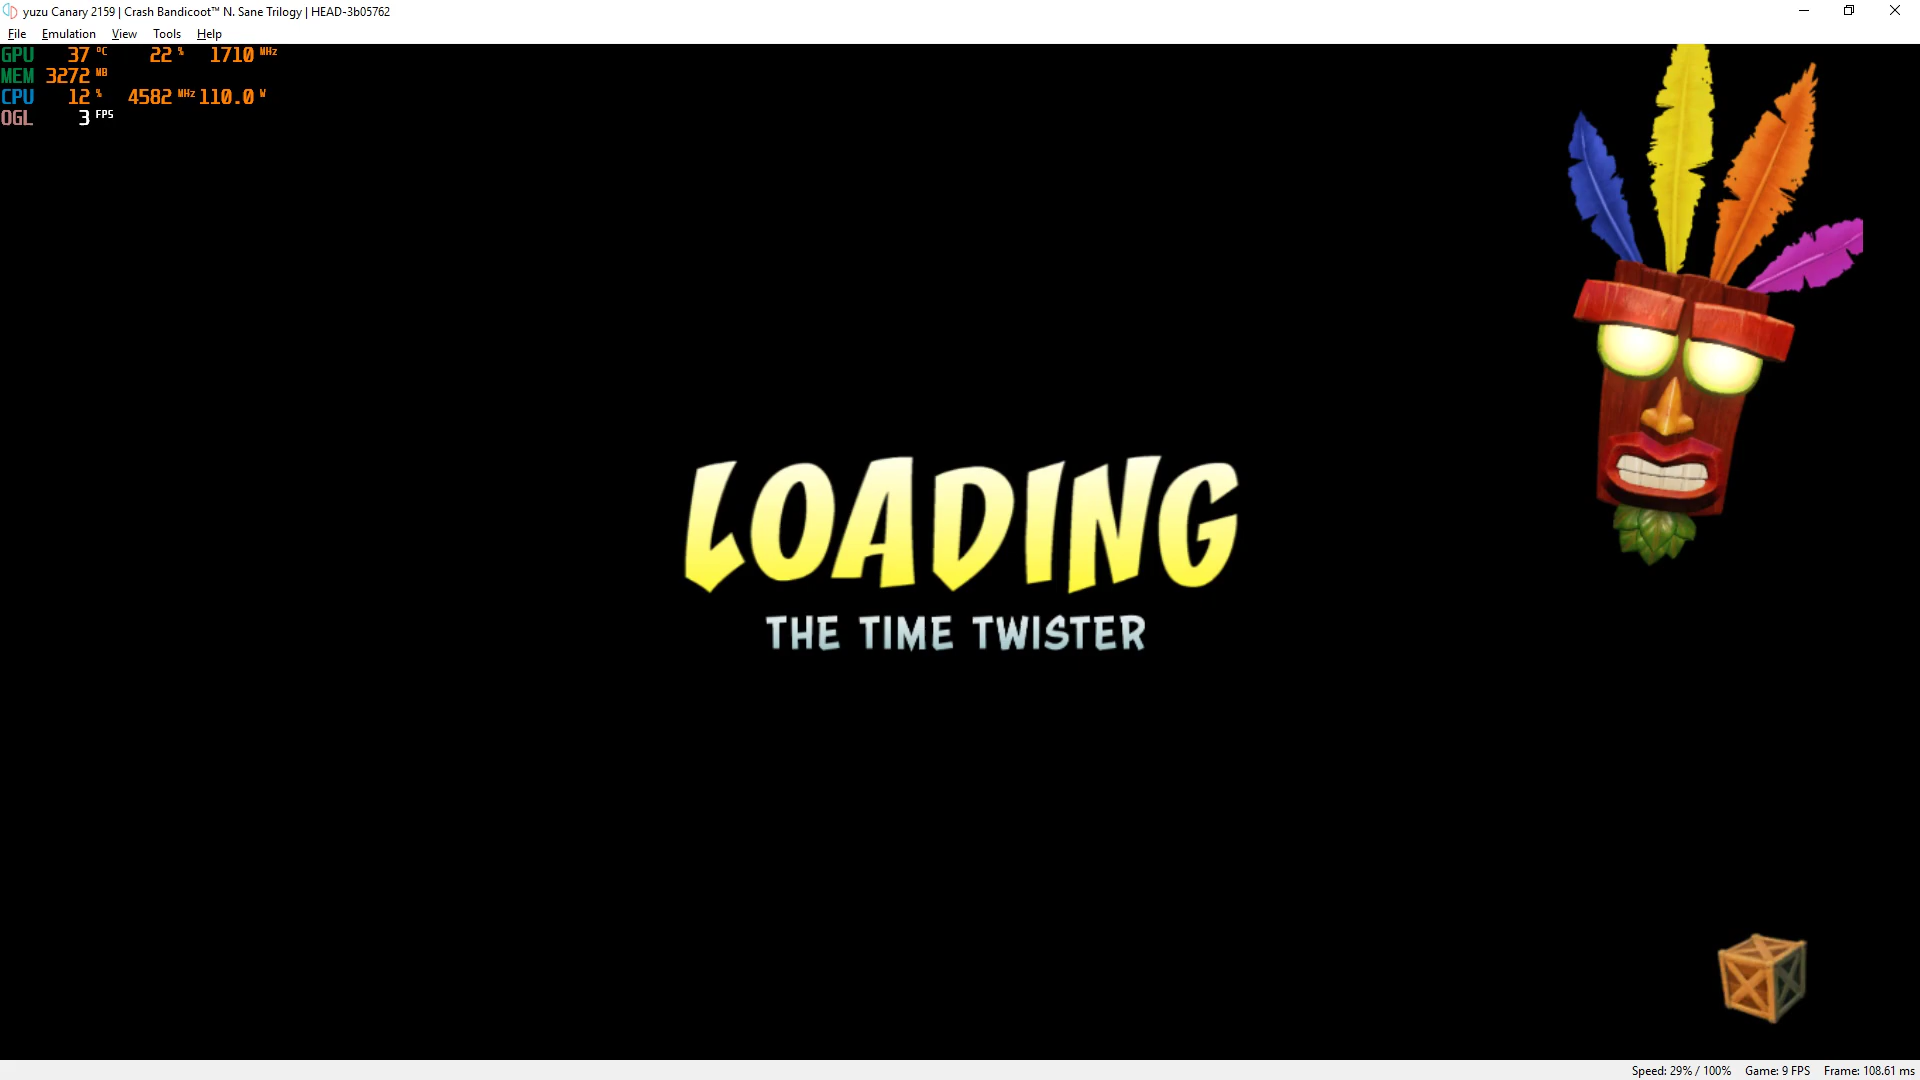 yuzu Canary 2159 | Crash Bandicoot™ N. Sane Trilogy | HEAD-3b05762
File Emulation View Tools Help
GPU 37 °C 22 % 1710 MHz
MEM 3272 MB
CPU 12 % 4582 MHz 110.0 W
OGL 3 FPS
LOADING
THE TIME TWISTER
Speed: 29% / 100% Game: 9 FPS Frame: 108.61 ms